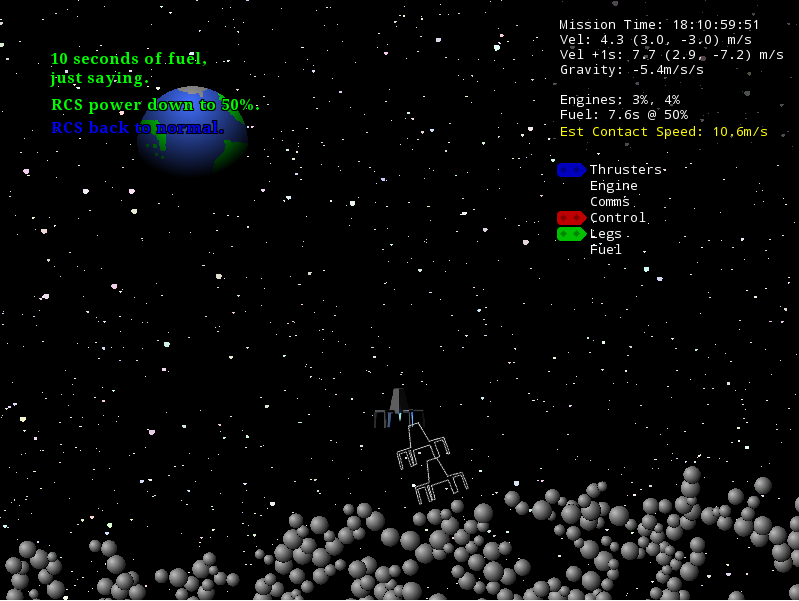 10 seconds of fuel,
just saying.
RCS power down to 50%.
RCS back to normal.
Mission Time: 18:10:59:51
Vel: 4.3 (3.0, -3.0) m/s
Vel +1s: 7.7 (2.9, -7.2) m/s
Gravity: -5.4m/s/s
Engines: 3%, 4%
Fuel: 7.6s @ 50%
Est Contact Speed: 10,6m/s
Thrusters
Engine
Comms
Control
Legs
Fuel